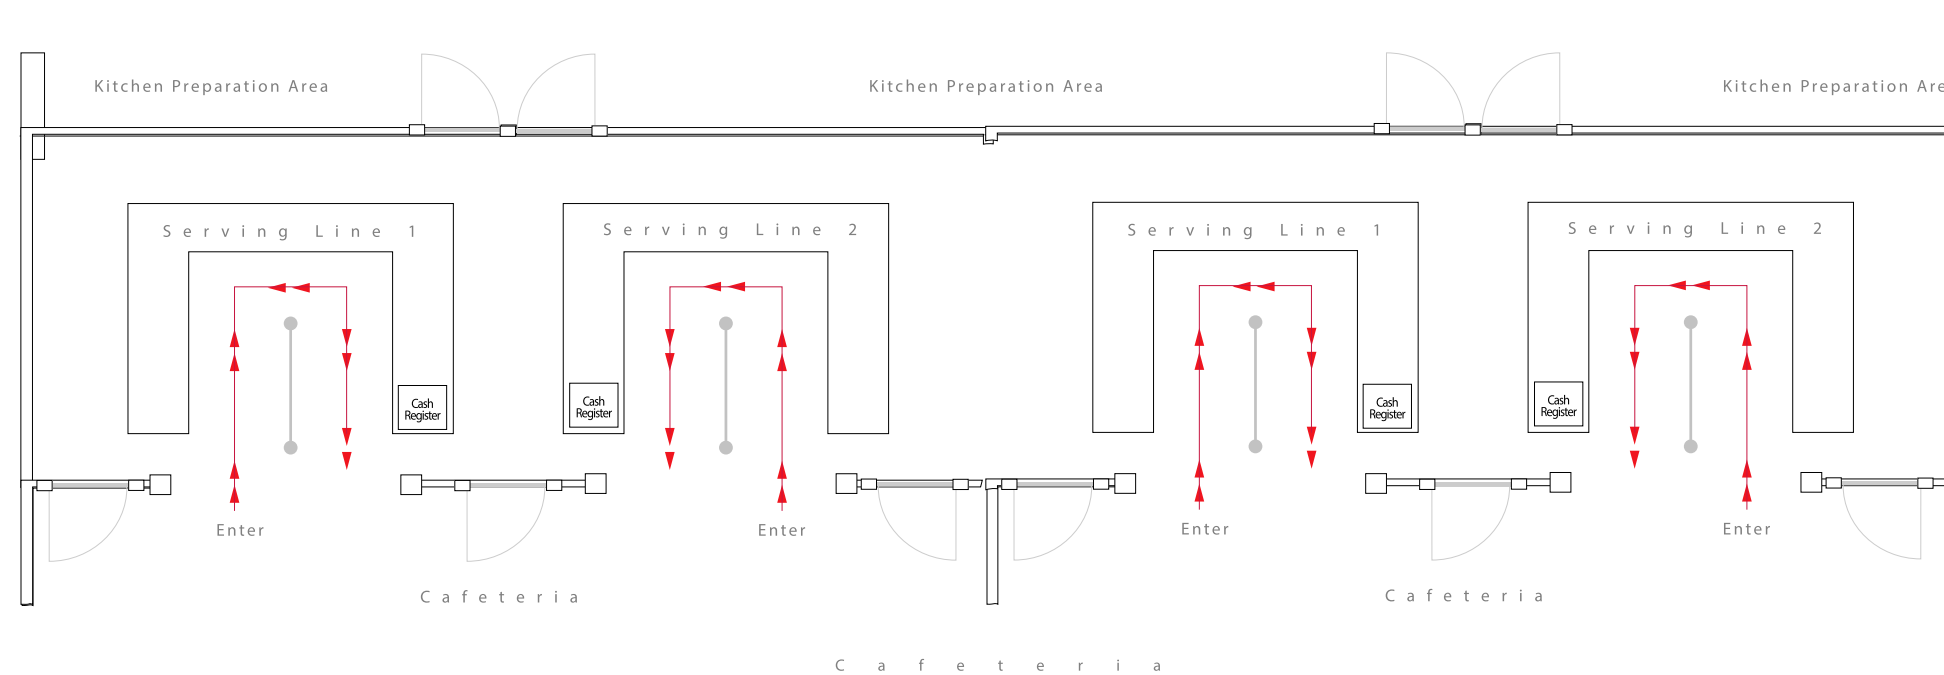 Kitchen Preparation Area
Kitchen Preparation Area
Kitchen Preparation Are
Serving Line 1
Serving Line 2
Serving Line 1
Serving Line 2
Cash
Register
Cash
Register
Cash
Register
Cash
Register
Enter
Enter
Enter
Enter
Cafeteria
Cafeteria
Cafeteria